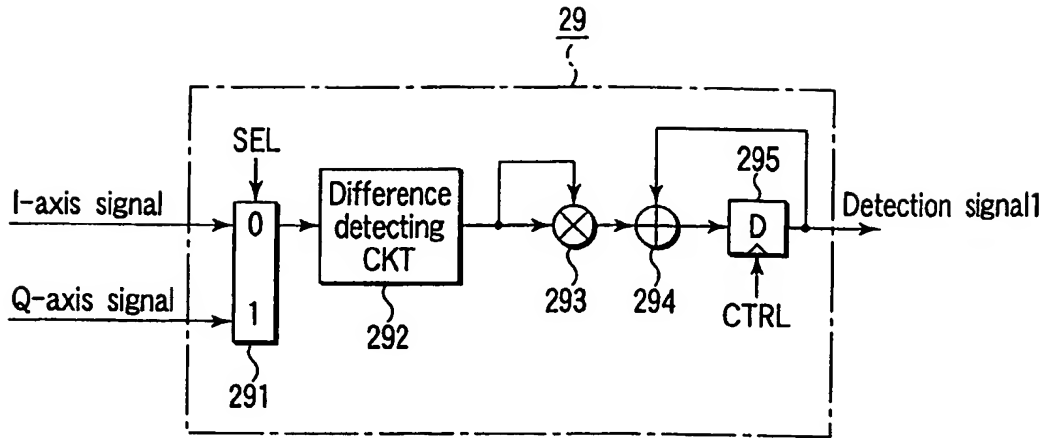 29
SEL
I-axis signal
0
Difference
detecting
CKT
295
D
Detection signal1
Q-axis signal
1
292
293
294
CTRL
291